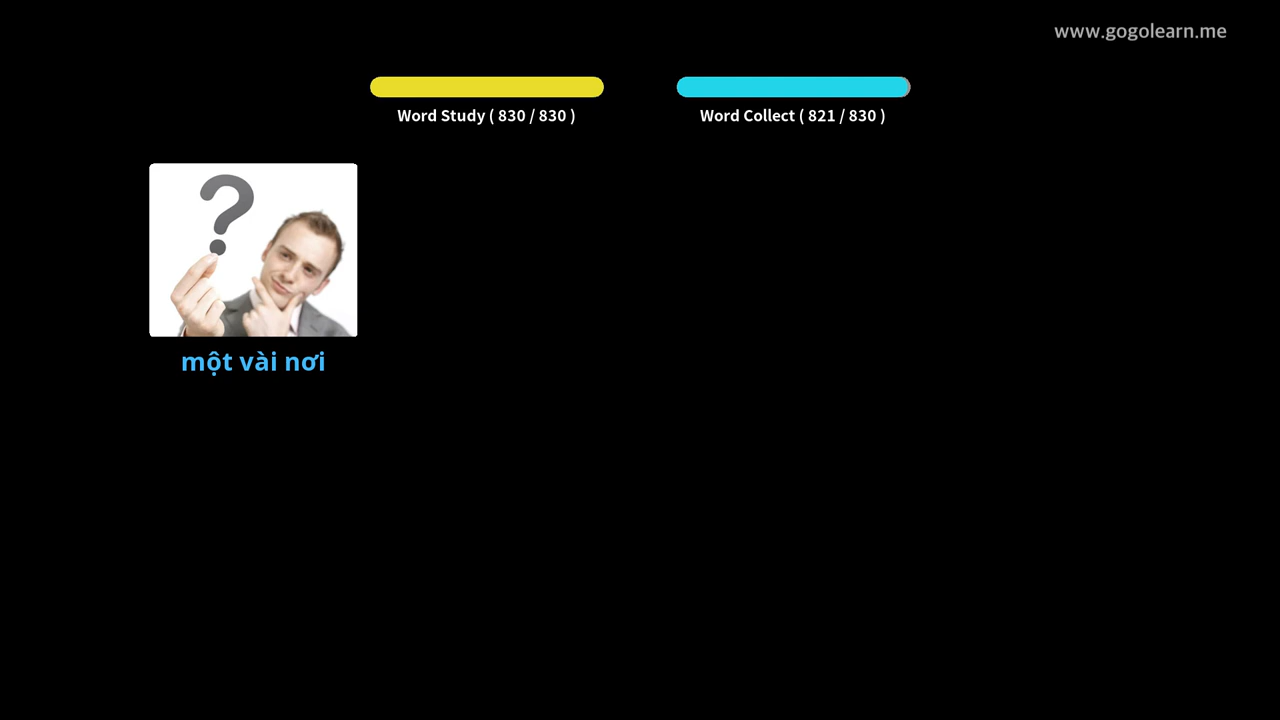 www.gogolearn.me
Word Study ( 830 / 830 )
Word Collect ( 821 / 830 )
?
một vài nơi